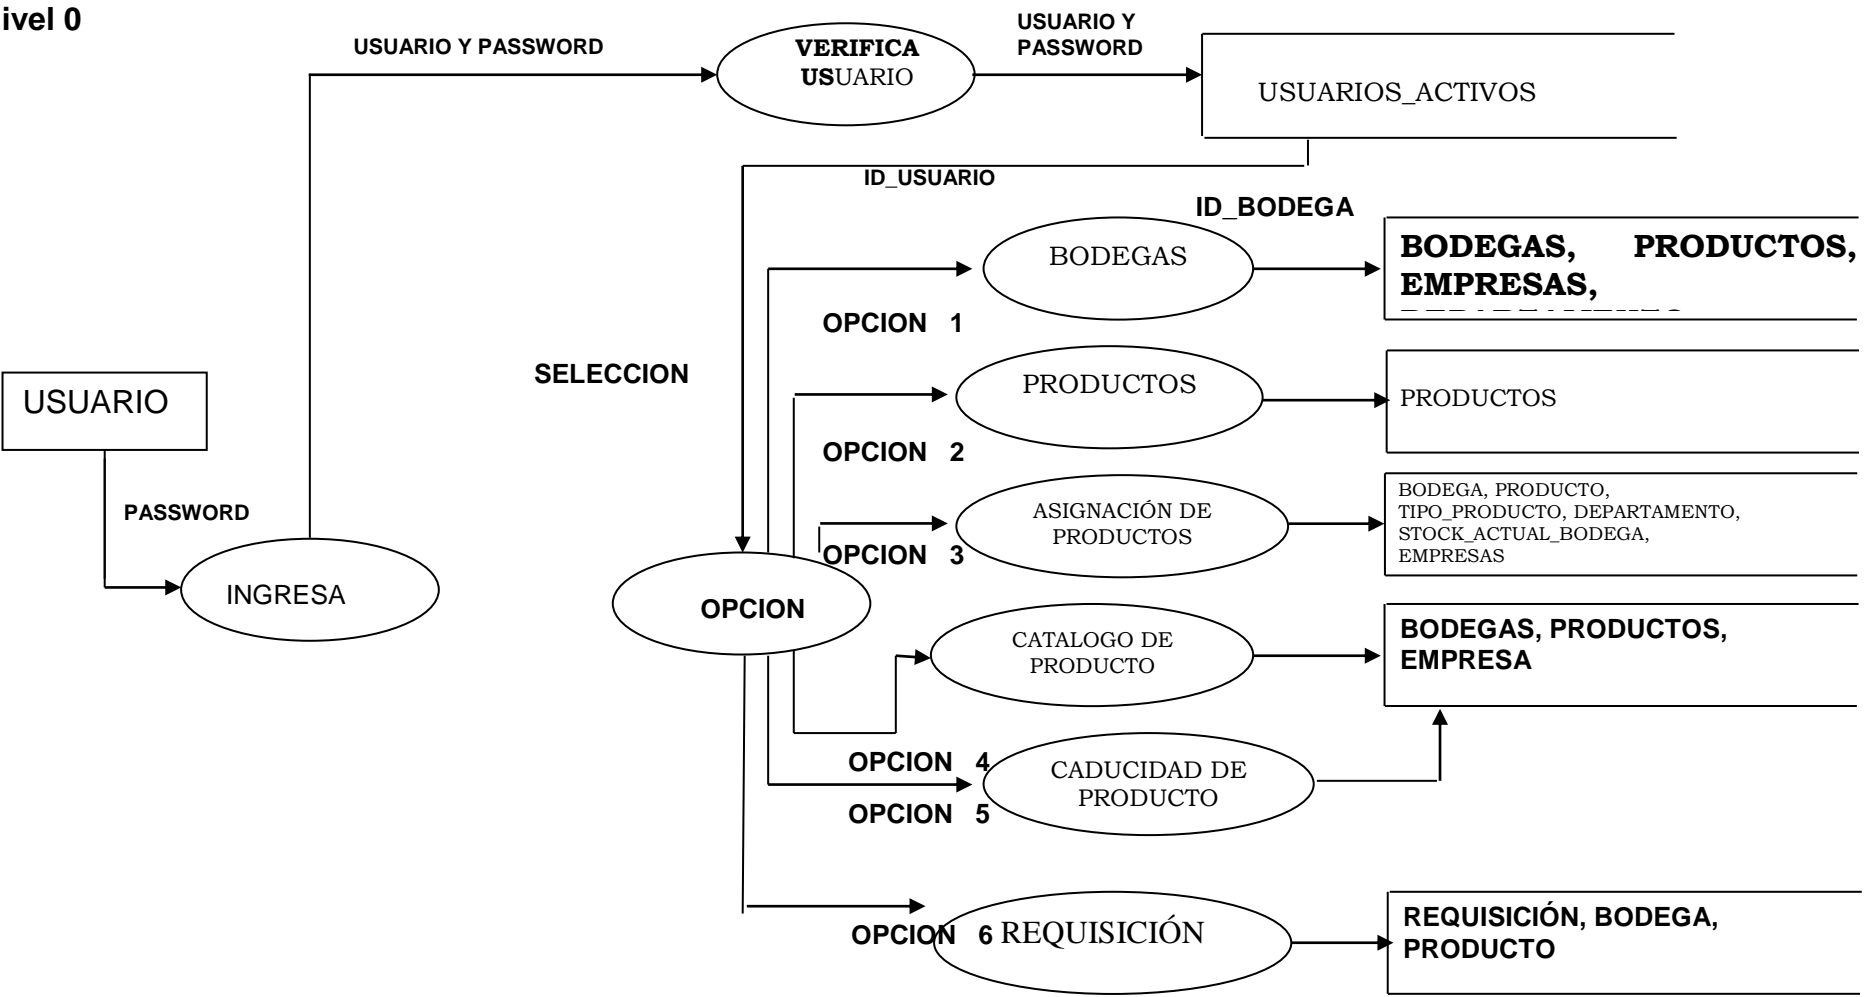 ivel 0
USUARIO Y PASSWORD
VERIFICA
USUARIO
USUARIO Y
PASSWORD
USUARIOS_ACTIVOS
ID_USUARIO
ID_BODEGA
BODEGAS
BODEGAS, PRODUCTOS,
EMPRESAS,
OPCION 1
SELECCION
PRODUCTOS
PRODUCTOS
USUARIO
OPCION 2
ASIGNACIÓN DE
PRODUCTOS
BODEGA, PRODUCTO,
TIPO_PRODUCTO, DEPARTAMENTO,
STOCK_ACTUAL_BODEGA,
EMPRESAS
PASSWORD
OPCION 3
INGRESA
OPCION
CATALOGO DE
PRODUCTO
BODEGAS, PRODUCTOS,
EMPRESA
OPCION 4
CADUCIDAD DE
PRODUCTO
OPCION 5
OPCION 6
REQUISICIÓN
REQUISICIÓN, BODEGA,
PRODUCTO